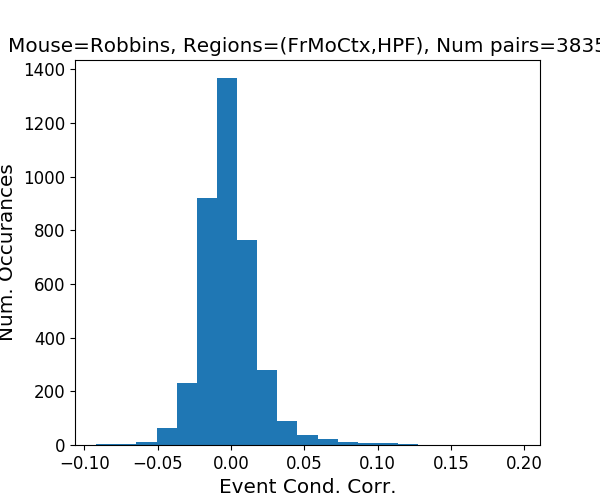 Mouse=Robbins, Regions=(FrMoCtx,HPF), Num pairs=3835
1400
1200
1000
800
600
400
200
0
Num. Occurances
−0.10 −0.05 0.00 0.05 0.10 0.15 0.20
Event Cond. Corr.